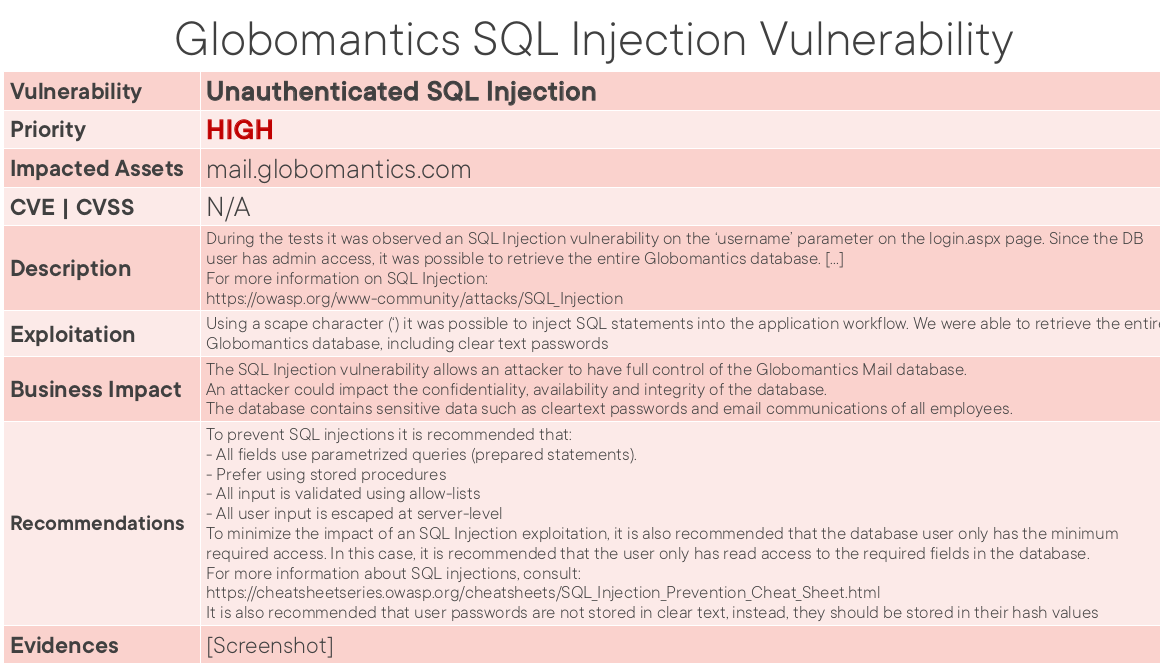 Globomantics SQL Injection Vulnerability
Vulnerability
Unauthenticated SQL Injection
Priority
HIGH
Impacted Assets
mail.globomantics.com
CVE | CVSS
N/A
Description
During the tests it was observed an SQL Injection vulnerability on the ‘username’ parameter on the login.aspx page. Since the DB
user has admin access, it was possible to retrieve the entire Globomantics database. [...]
For more information on SQL Injection:
https://owasp.org/www-community/attacks/SQL_Injection
Exploitation
Using a scape character (‘) it was possible to inject SQL statements into the application workflow. We were able to retrieve the entire
Globomantics database, including clear text passwords
Business Impact
The SQL Injection vulnerability allows an attacker to have full control of the Globomantics Mail database.
An attacker could impact the confidentiality, availability and integrity of the database.
The database contains sensitive data such as cleartext passwords and email communications of all employees.
Recommendations
To prevent SQL injections it is recommended that:
- All fields use parametrized queries (prepared statements).
- Prefer using stored procedures
- All input is validated using allow-lists
- All user input is escaped at server-level
To minimize the impact of an SQL Injection exploitation, it is also recommended that the database user only has the minimum
required access. In this case, it is recommended that the user only has read access to the required fields in the database.
For more information about SQL injections, consult:
https://cheatsheetseries.owasp.org/cheatsheets/SQL_Injection_Prevention_Cheat_Sheet.html
It is also recommended that user passwords are not stored in clear text, instead, they should be stored in their hash values
Evidences
[Screenshot]